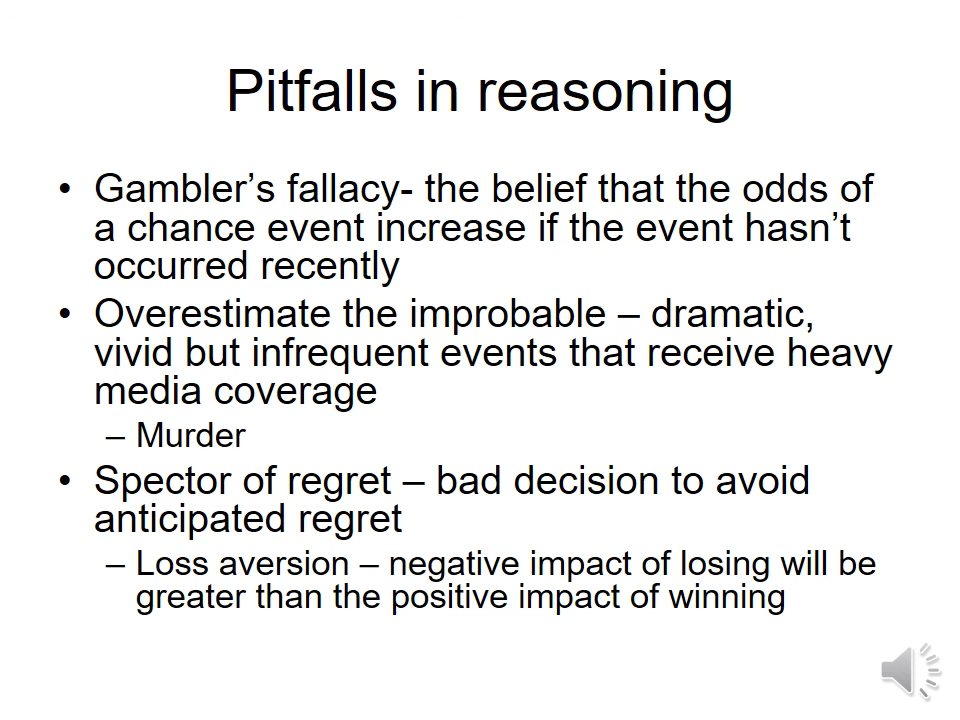 Pitfalls in reasoning
• Gambler’s fallacy- the belief that the odds of
a chance event increase if the event hasn’t
occurred recently
• Overestimate the improbable – dramatic,
vivid but infrequent events that receive heavy
media coverage
– Murder
• Spector of regret – bad decision to avoid
anticipated regret
– Loss aversion – negative impact of losing will be
greater than the positive impact of winning